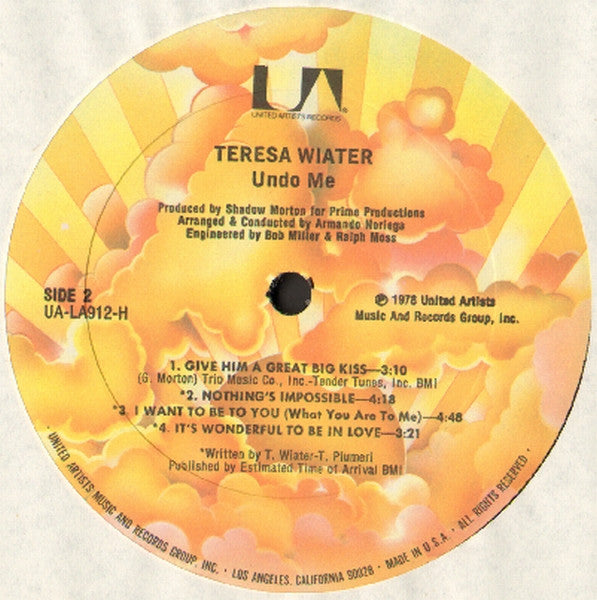 UA®
UNITED ARTISTS RECORDS
TERESA WIATER
Undo Me
Produced by Shadow Morton for Prime Productions
Arranged & Conducted by Armando Noriega
Engineered by Bob Miller & Ralph Moss
SIDE 2
UA-LA912-H
℗ 1978 United Artists
Music And Records Group, Inc.
1. GIVE HIM A GREAT BIG KISS—3:10
(G. Morton) Trio Music Co., Inc.-Tender Tunes, Inc. BMI
*2. NOTHING'S IMPOSSIBLE—4:18
*3. I WANT TO BE TO YOU (What You Are To Me)—4:48
*4. IT'S WONDERFUL TO BE IN LOVE—3:21
*Written by T. Wiater-T. Piumeri
Published by Estimated Time of Arrival BMI
• UNITED ARTISTS MUSIC AND RECORDS GROUP, INC. • LOS ANGELES, CALIFORNIA 90028 • MADE IN U.S.A. • ALL RIGHTS RESERVED •